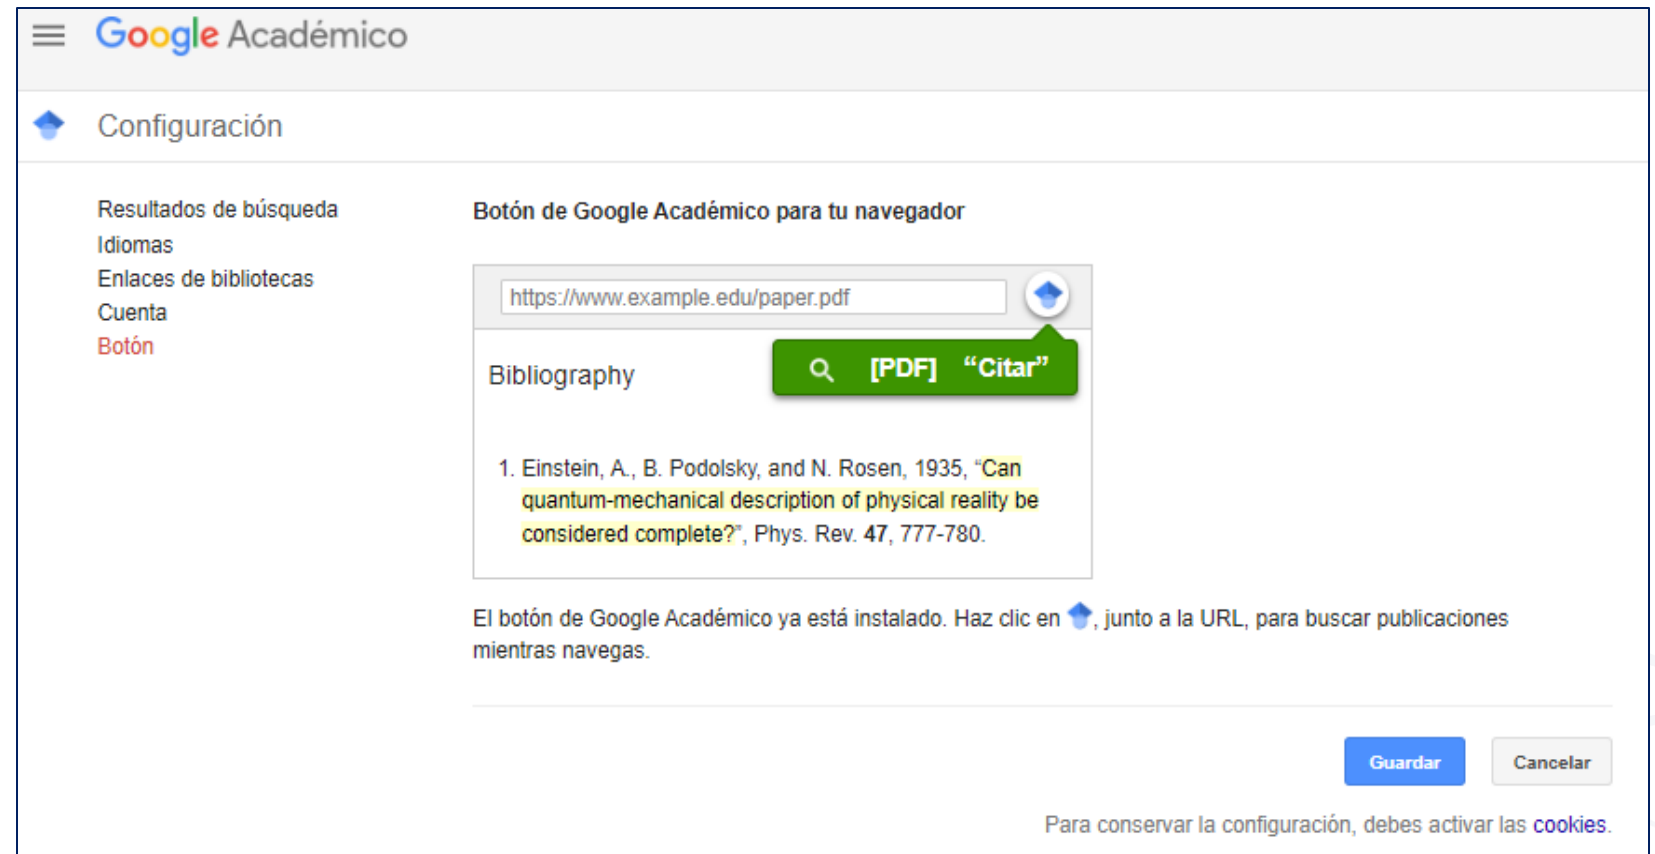 Google Académico
Configuración
Resultados de búsqueda
Idiomas
Enlaces de bibliotecas
Cuenta
Botón
Botón de Google Académico para tu navegador
https://www.example.edu/paper.pdf
[PDF] “Citar”
Bibliography
1. Einstein, A., B. Podolsky, and N. Rosen, 1935, “Can
quantum-mechanical description of physical reality be
considered complete?”, Phys. Rev. 47, 777-780.
El botón de Google Académico ya está instalado. Haz clic en , junto a la URL, para buscar publicaciones
mientras navegas.
Guardar
Cancelar
Para conservar la configuración, debes activar las cookies.